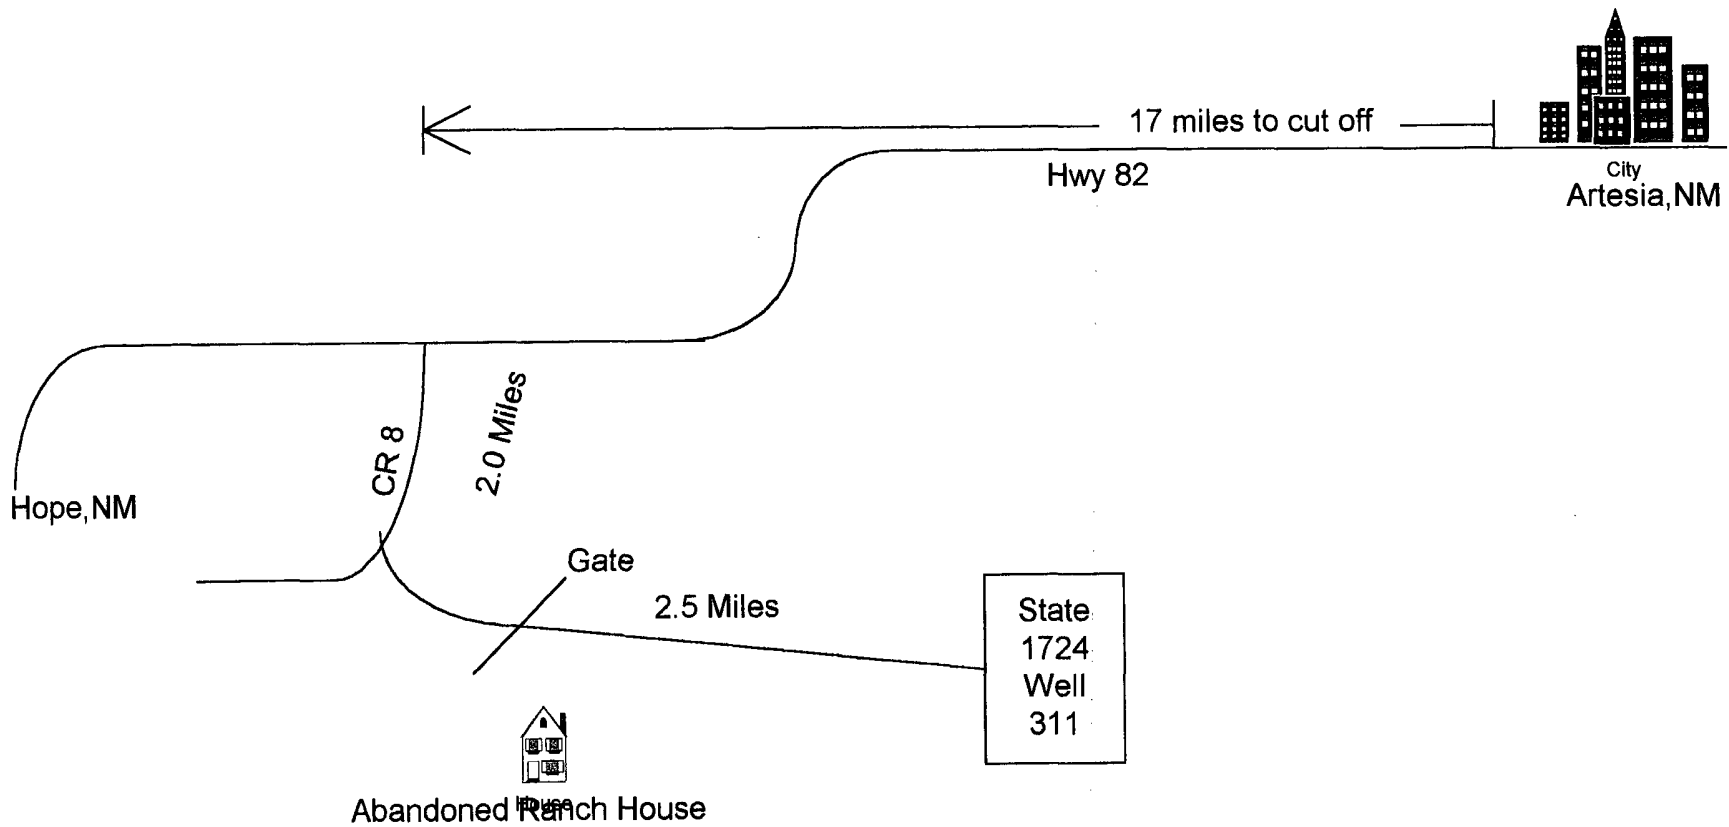 17 miles to cut off
Hwy 82
City
Artesia,NM
CR 8
2.0 Miles
Hope,NM
Gate
2.5 Miles
State
1724
Well
311
House
Abandoned Ranch House